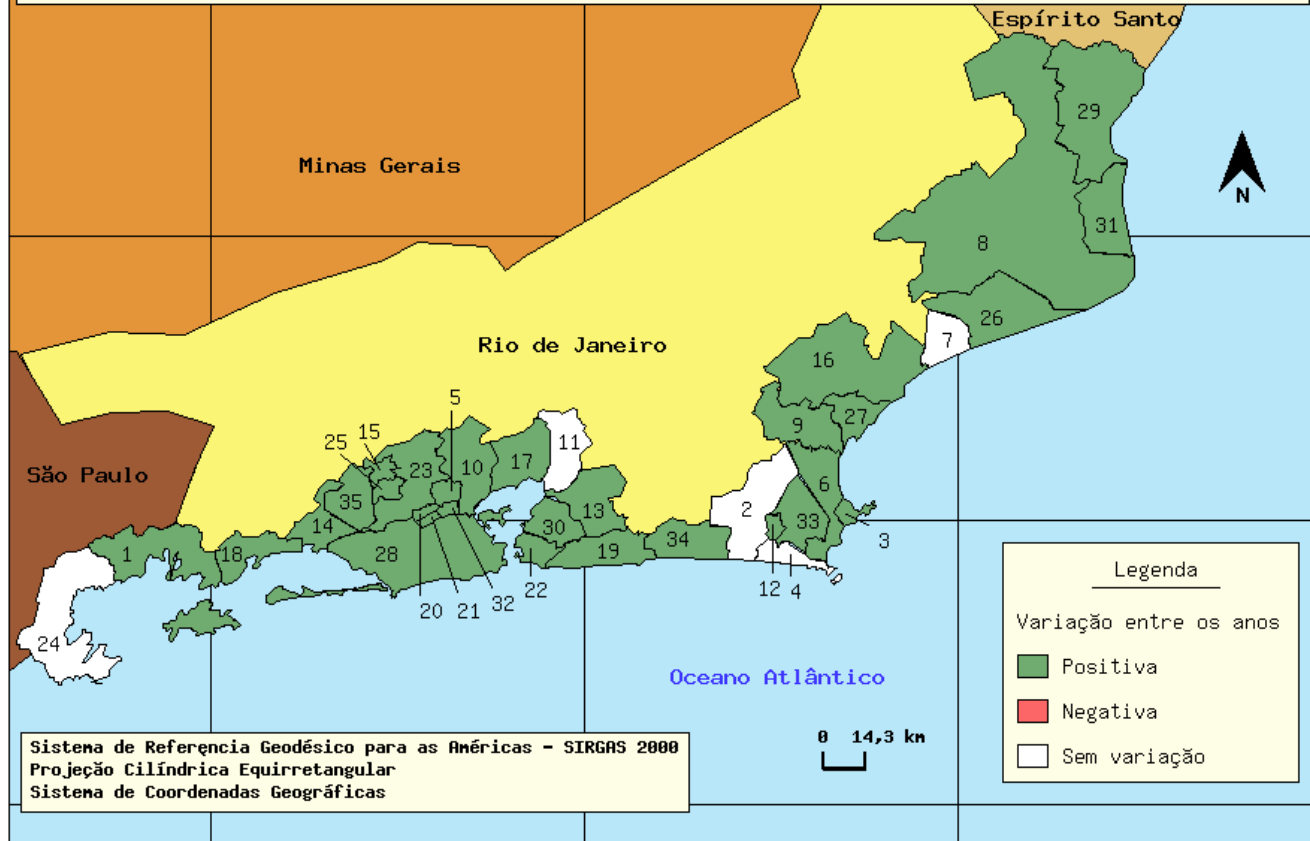 Espírito Santo
Minas Gerais
29
N
31
8
26
7
Rio de Janeiro
16
5
15
25
27
9
11
23
10
17
São Paulo
6
35
2
13
14
30
33
3
1
18
28
19
34
22
12
4
20
21
32
24
Legenda
Variação entre os anos
Positiva
Negativa
Sem variação
Oceano Atlântico
0 14,3 km
Sistema de Referência Geodésico para as Américas - SIRGAS 2000
Projeção Cilíndrica Equirretangular
Sistema de Coordenadas Geográficas